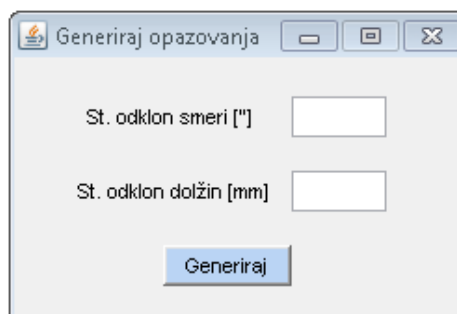 Generiraj opazovanja
St. odklon smeri ["]
St. odklon dolžin [mm]
Generiraj